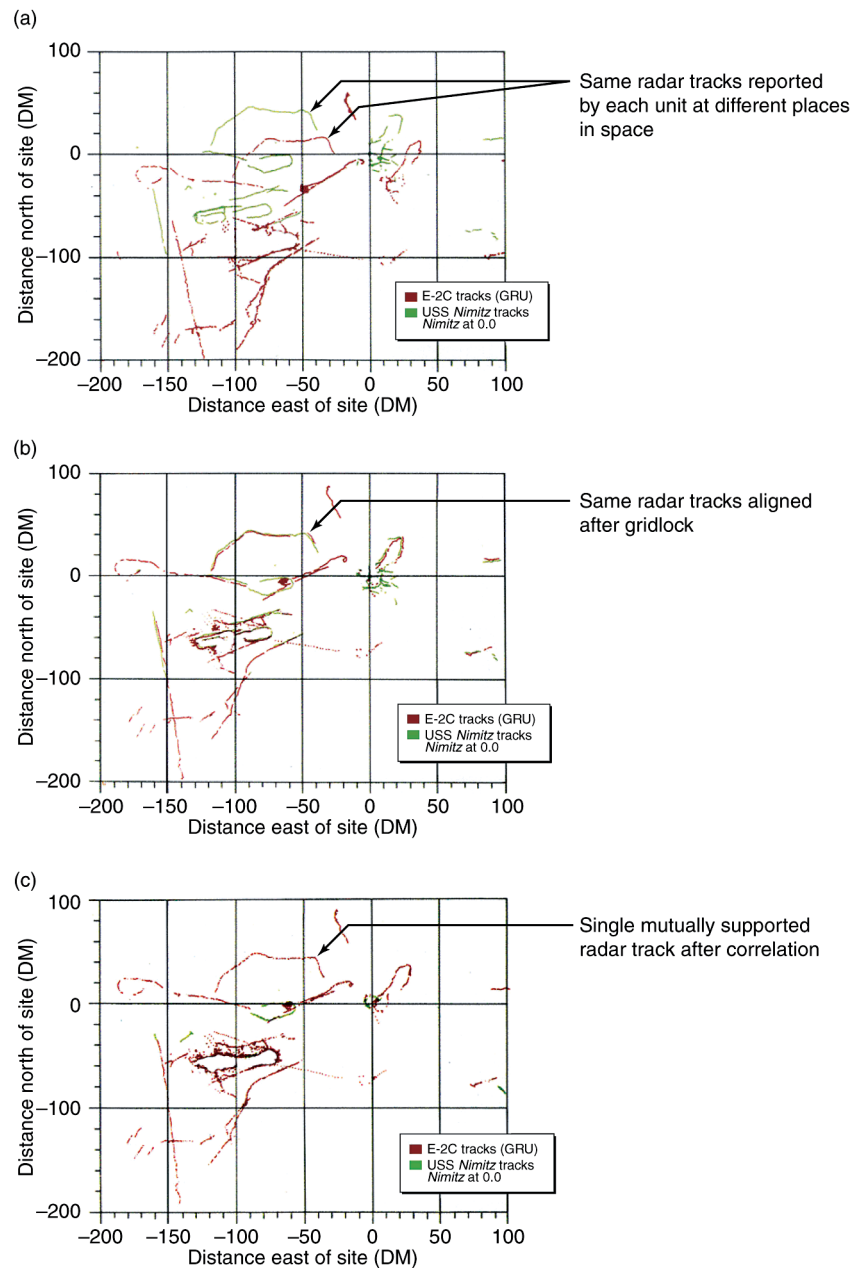 (a)
100
0
–100
–200
Distance north of site (DM)
–200 –150 –100 –50 0 50 100
Distance east of site (DM)
Same radar tracks reported
by each unit at different places
in space
E-2C tracks (GRU)
USS Nimitz tracks
Nimitz at 0.0
(b)
100
0
–100
–200
Distance north of site (DM)
–200 –150 –100 –50 0 50 100
Distance east of site (DM)
Same radar tracks aligned
after gridlock
E-2C tracks (GRU)
USS Nimitz tracks
Nimitz at 0.0
(c)
100
0
–100
–200
Distance north of site (DM)
–200 –150 –100 –50 0 50 100
Distance east of site (DM)
Single mutually supported
radar track after correlation
E-2C tracks (GRU)
USS Nimitz tracks
Nimitz at 0.0